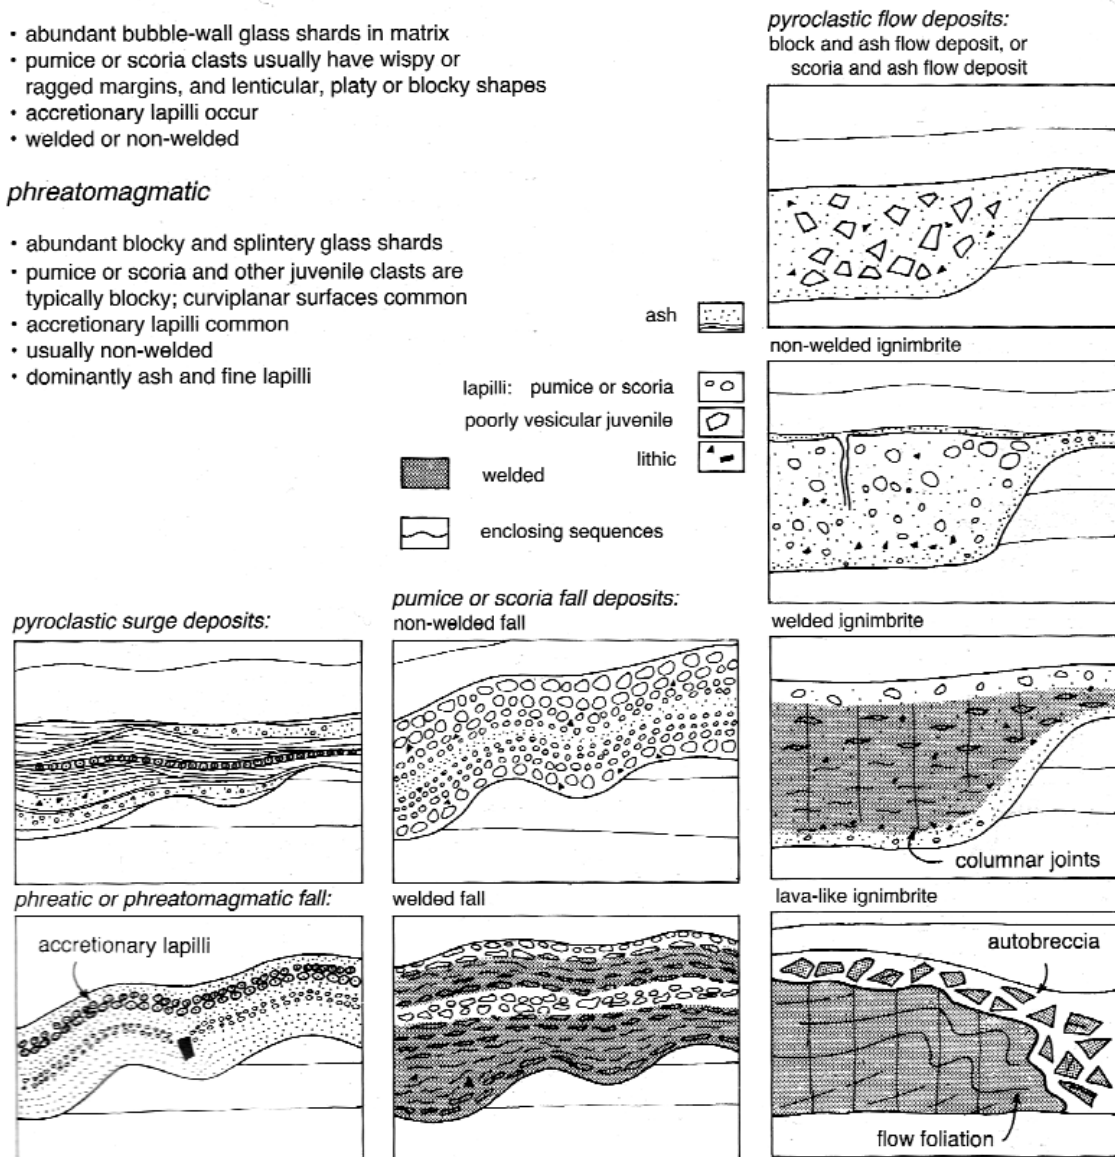 • abundant bubble-wall glass shards in matrix
• pumice or scoria clasts usually have wispy or
ragged margins, and lenticular, platy or blocky shapes
• accretionary lapilli occur
• welded or non-welded
phreatomagmatic
• abundant blocky and splintery glass shards
• pumice or scoria and other juvenile clasts are
typically blocky; curviplanar surfaces common
• accretionary lapilli common
• usually non-welded
• dominantly ash and fine lapilli
ash
lapilli: pumice or scoria
poorly vesicular juvenile
lithic
welded
enclosing sequences
pyroclastic flow deposits:
block and ash flow deposit, or
scoria and ash flow deposit
non-welded ignimbrite
pyroclastic surge deposits:
pumice or scoria fall deposits:
non-welded fall
welded ignimbrite
columnar joints
phreatic or phreatomagmatic fall:
accretionary lapilli
welded fall
lava-like ignimbrite
autobreccia
flow foliation